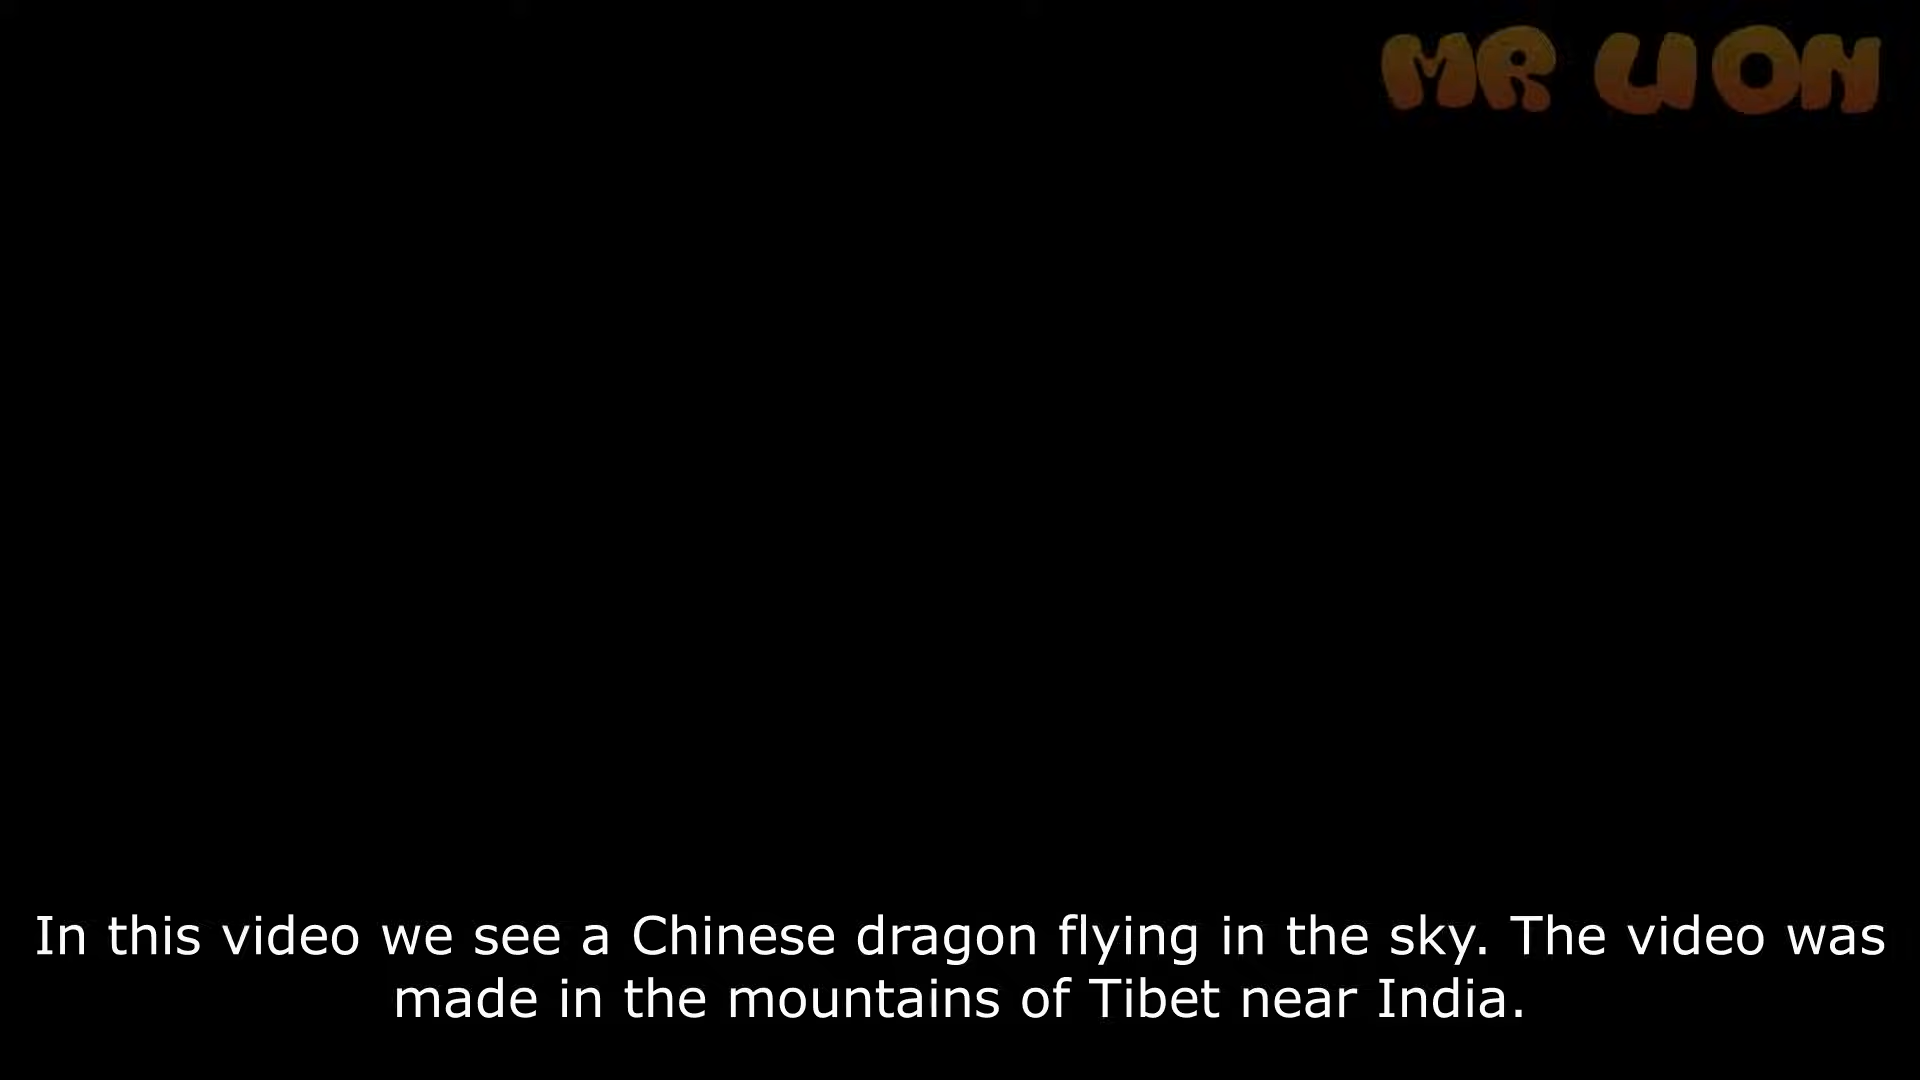 MR LION
In this video we see a Chinese dragon flying in the sky. The video was
made in the mountains of Tibet near India.